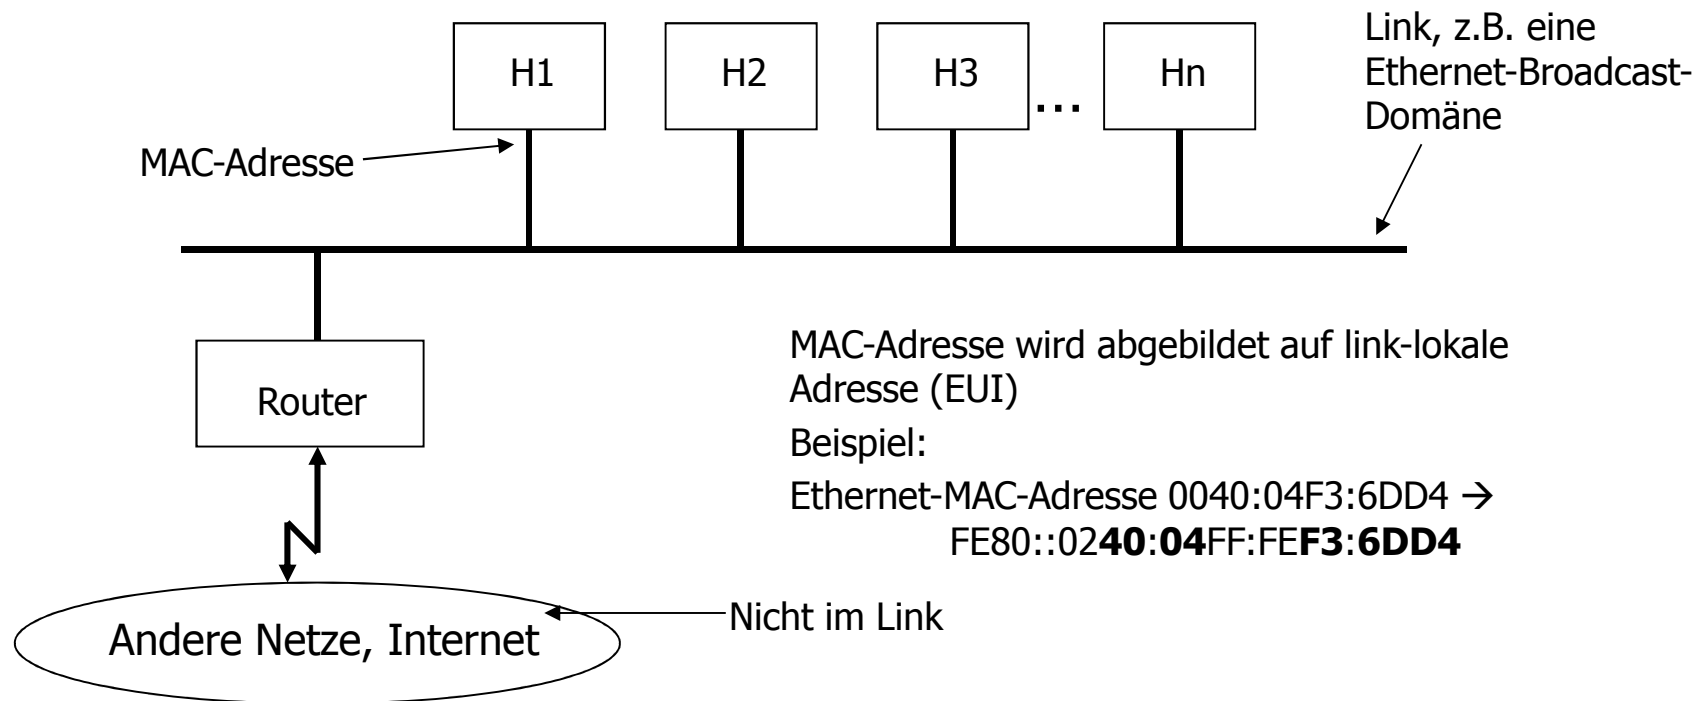 H1
H2
H3
...
Hn
Link, z.B. eine
Ethernet-Broadcast-
Domäne
MAC-Adresse
Router
MAC-Adresse wird abgebildet auf link-lokale
Adresse (EUI)
Beispiel:
Ethernet-MAC-Adresse 0040:04F3:6DD4 →
FE80::0240:04FF:FEF3:6DD4
Nicht im Link
Andere Netze, Internet